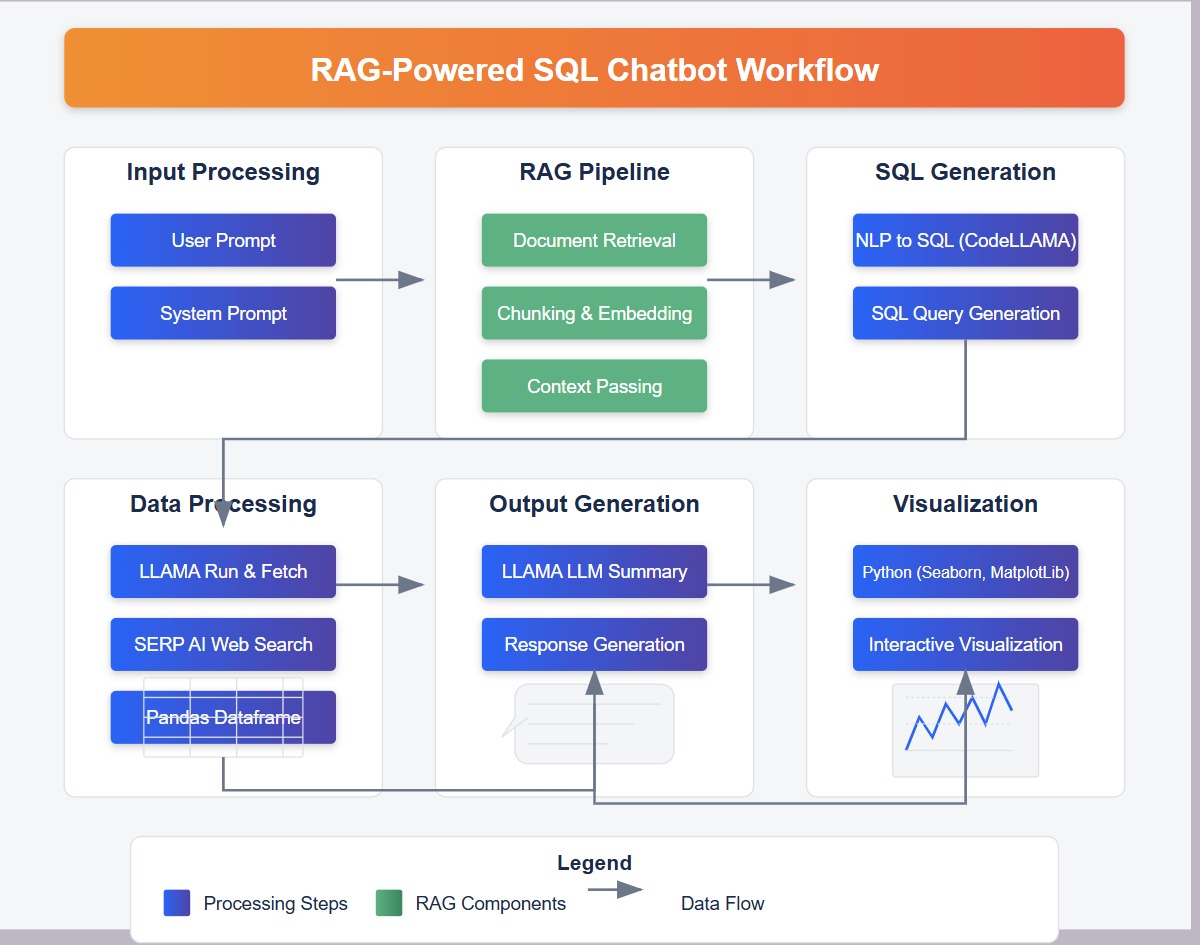 RAG-Powered SQL Chatbot Workflow
Input Processing
User Prompt
System Prompt
RAG Pipeline
Document Retrieval
Chunking & Embedding
Context Passing
SQL Generation
NLP to SQL (CodeLLAMA)
SQL Query Generation
Data Processing
LLAMA Run & Fetch
SERP AI Web Search
Pandas Dataframe
Output Generation
LLAMA LLM Summary
Response Generation
Visualization
Python (Seaborn, MatplotLib)
Interactive Visualization
Legend
Processing Steps
RAG Components
Data Flow